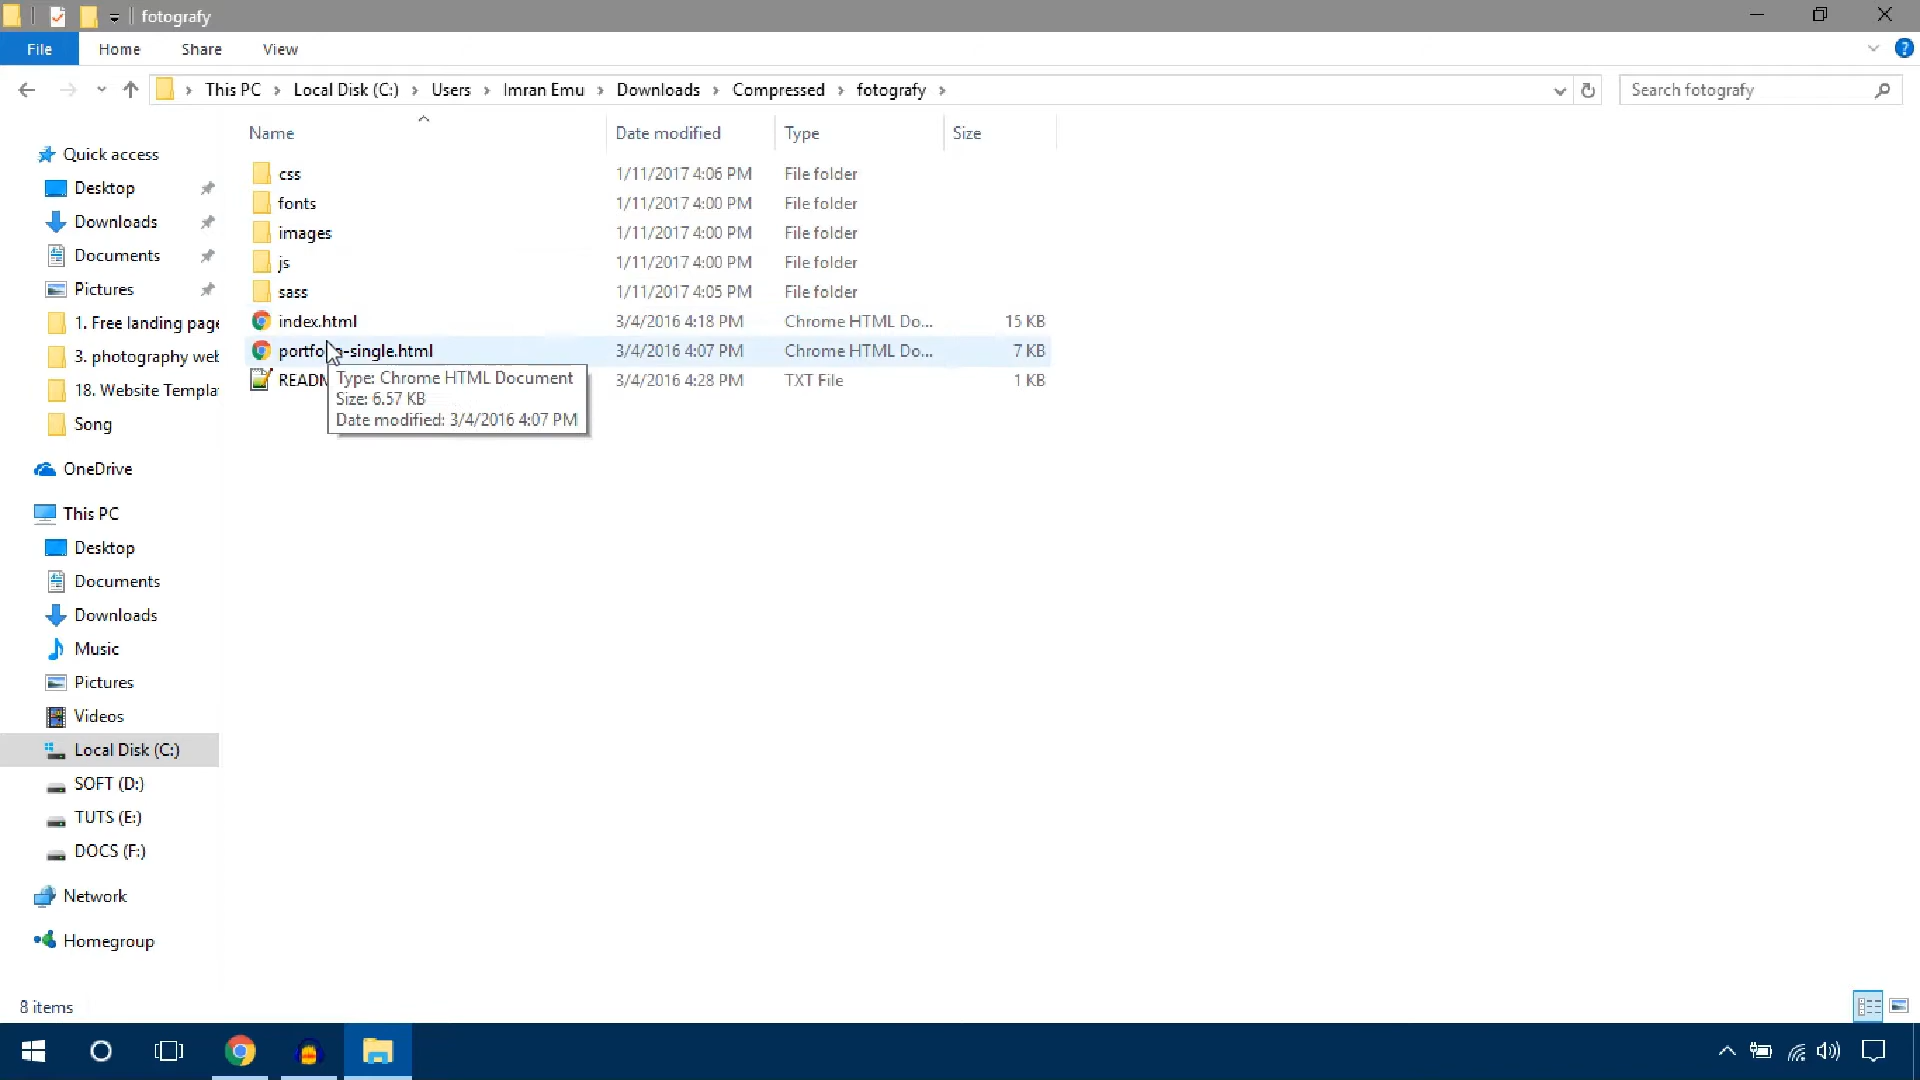 fotografy
File Home Share View
This PC Local Disk (C:) Users Imran Emu Downloads Compressed fotografy Search fotografy
Name Date modified Type Size
Quick access
Desktop
Downloads
Documents
Pictures
1. Free landing page
3. photography web
18. Website Templa
Song
OneDrive
This PC
Desktop
Documents
Downloads
Music
Pictures
Videos
Local Disk (C:)
SOFT (D:)
TUTS (E:)
DOCS (F:)
Network
Homegroup
css 1/11/2017 4:06 PM File folder
fonts 1/11/2017 4:00 PM File folder
images 1/11/2017 4:00 PM File folder
js 1/11/2017 4:00 PM File folder
sass 1/11/2017 4:05 PM File folder
index.html 3/4/2016 4:18 PM Chrome HTML Do... 15 KB
portfolio-single.html 3/4/2016 4:07 PM Chrome HTML Do... 7 KB
READM 3/4/2016 4:28 PM TXT File 1 KB
Type: Chrome HTML Document
Size: 6.57 KB
Date modified: 3/4/2016 4:07 PM
8 items